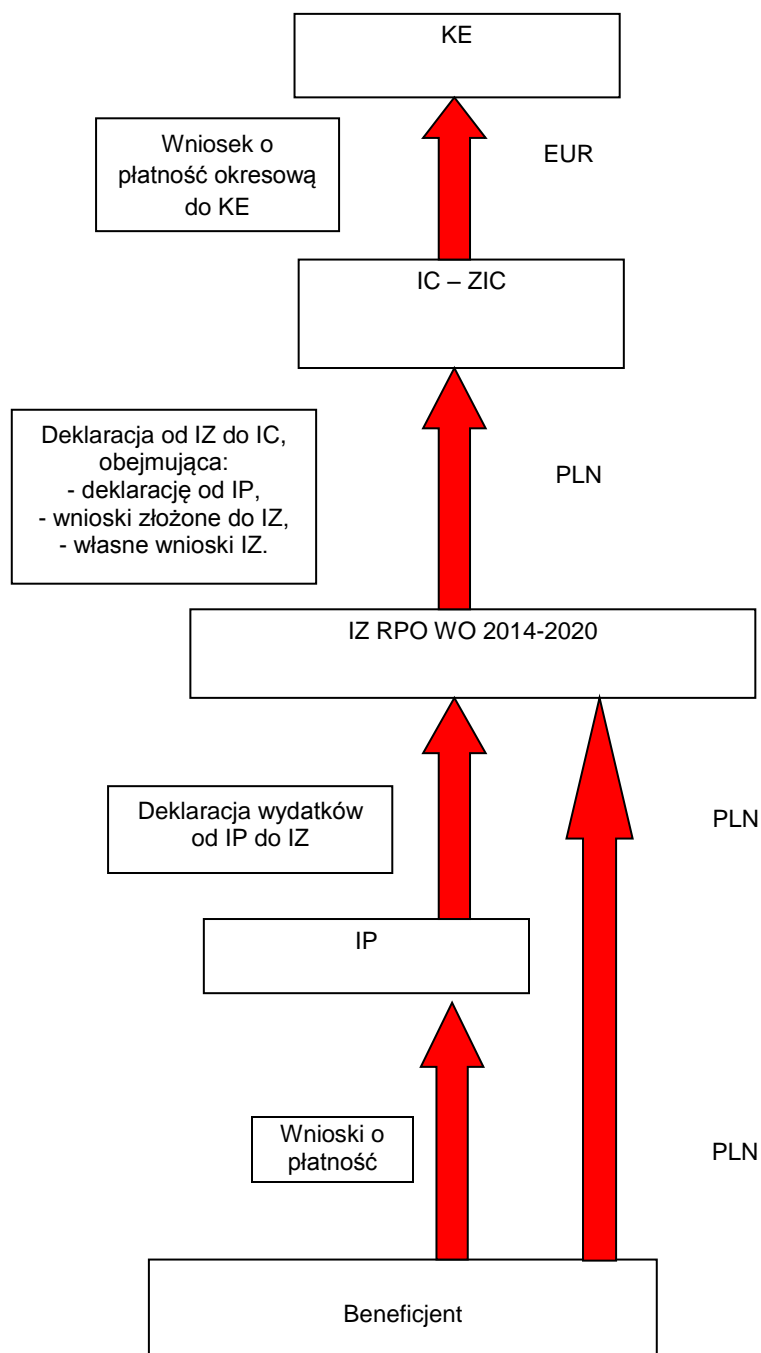 KE
Wniosek o
płatność okresową
do KE
EUR
IC – ZIC
Deklaracja od IZ do IC,
obejmująca:
- deklarację od IP,
- wnioski złożone do IZ,
- własne wnioski IZ.
PLN
IZ RPO WO 2014-2020
Deklaracja wydatków
od IP do IZ
PLN
IP
Wnioski o
płatność
PLN
Beneficjent